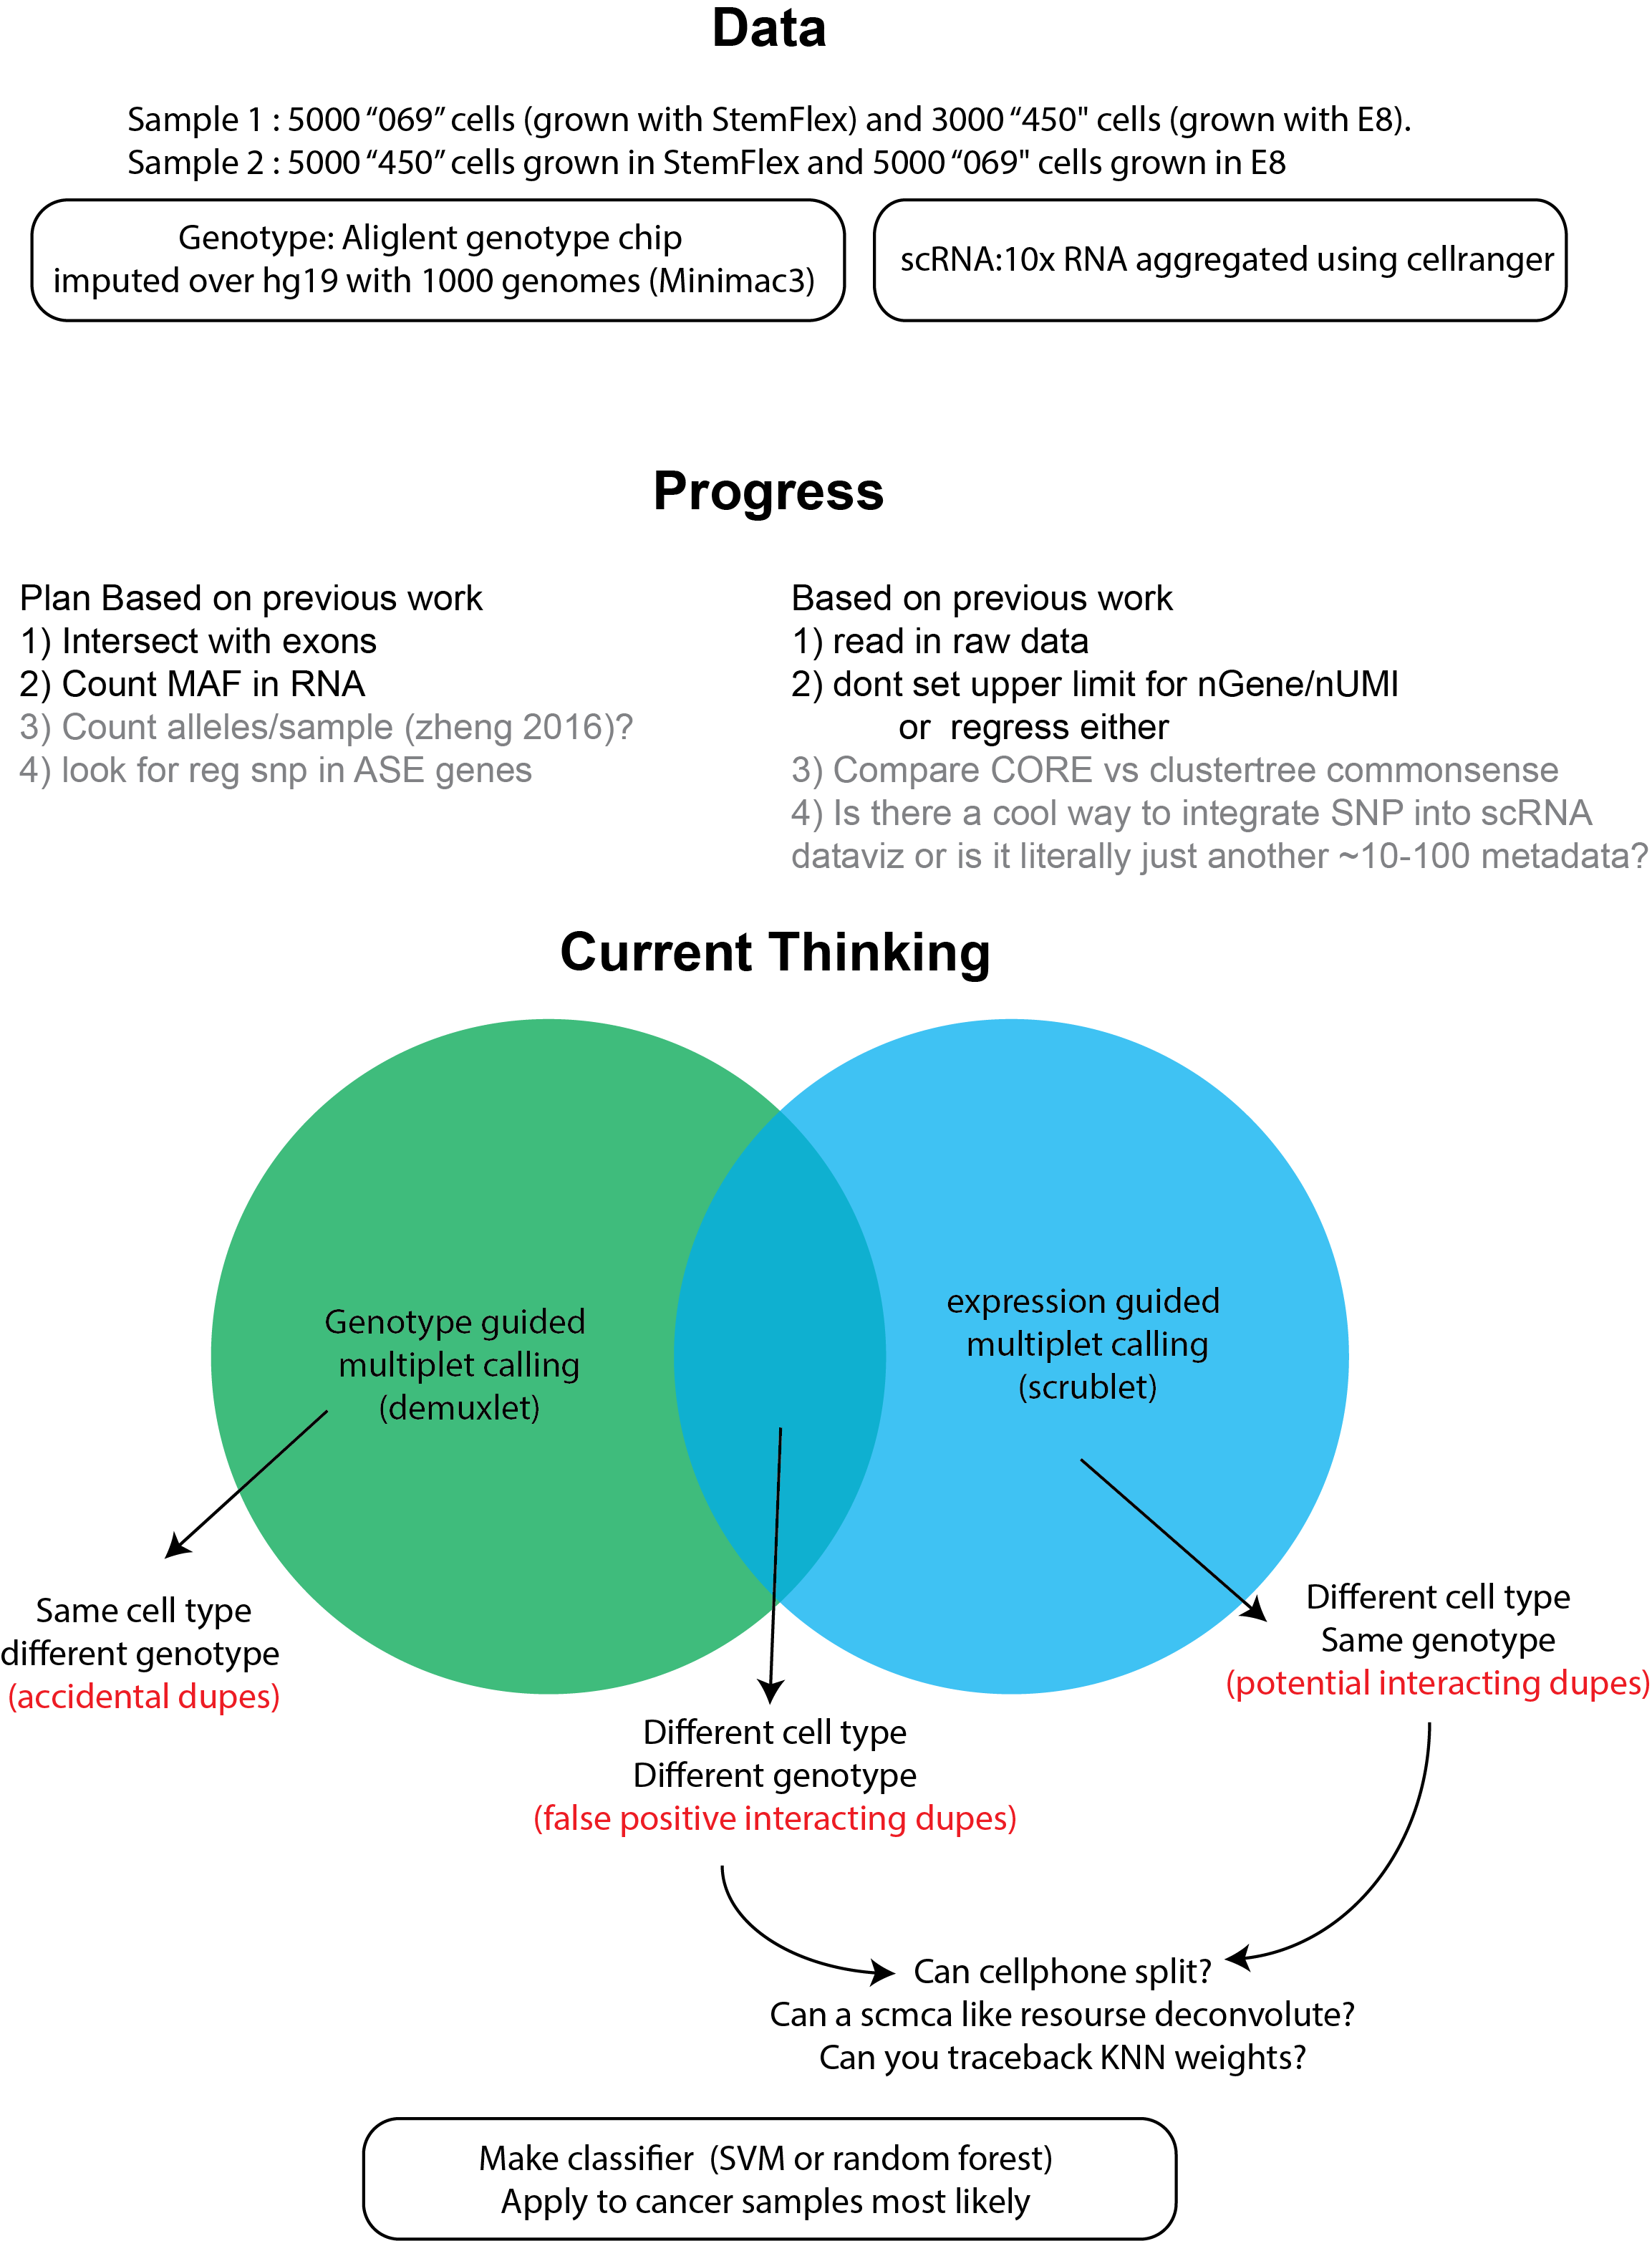 Data
Sample 1 : 5000 “069” cells (grown with StemFlex) and 3000 “450" cells (grown with E8).
Sample 2 : 5000 “450” cells grown in StemFlex and 5000 “069" cells grown in E8
Genotype: Aliglent genotype chip
imputed over hg19 with 1000 genomes (Minimac3)
scRNA:10x RNA aggregated using cellranger
Progress
Plan Based on previous work
1) Intersect with exons
2) Count MAF in RNA
3) Count alleles/sample (zheng 2016)?
4) look for reg snp in ASE genes
Based on previous work
1) read in raw data
2) dont set upper limit for nGene/nUMI
or regress either
3) Compare CORE vs clustertree commonsense
4) Is there a cool way to integrate SNP into scRNA
dataviz or is it literally just another ~10-100 metadata?
Current Thinking
Genotype guided
multiplet calling
(demuxlet)
expression guided
multiplet calling
(scrublet)
Same cell type
different genotype
(accidental dupes)
Different cell type
Different genotype
(false positive interacting dupes)
Different cell type
Same genotype
(potential interacting dupes)
Can cellphone split?
Can a scmca like resourse deconvolute?
Can you traceback KNN weights?
Make classifier (SVM or random forest)
Apply to cancer samples most likely